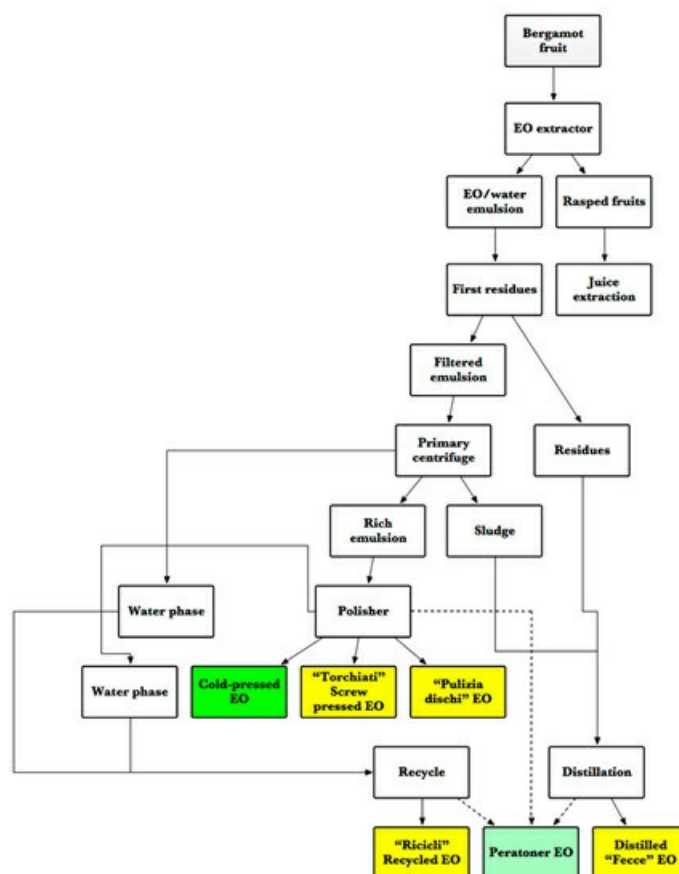 Bergamot
fruit
EO extractor
EO/water
emulsion
Rasped fruits
First residues
Juice
extraction
Filtered
emulsion
Primary
centrifuge
Residues
Rich
emulsion
Sludge
Water phase
Polisher
Water phase
Cold-pressed
EO
“Torchiati”
Screw
pressed EO
“Pulizia
dischi” EO
Recycle
Distillation
“Ricicli”
Recycled EO
Peratoner EO
Distilled
“Fecce” EO